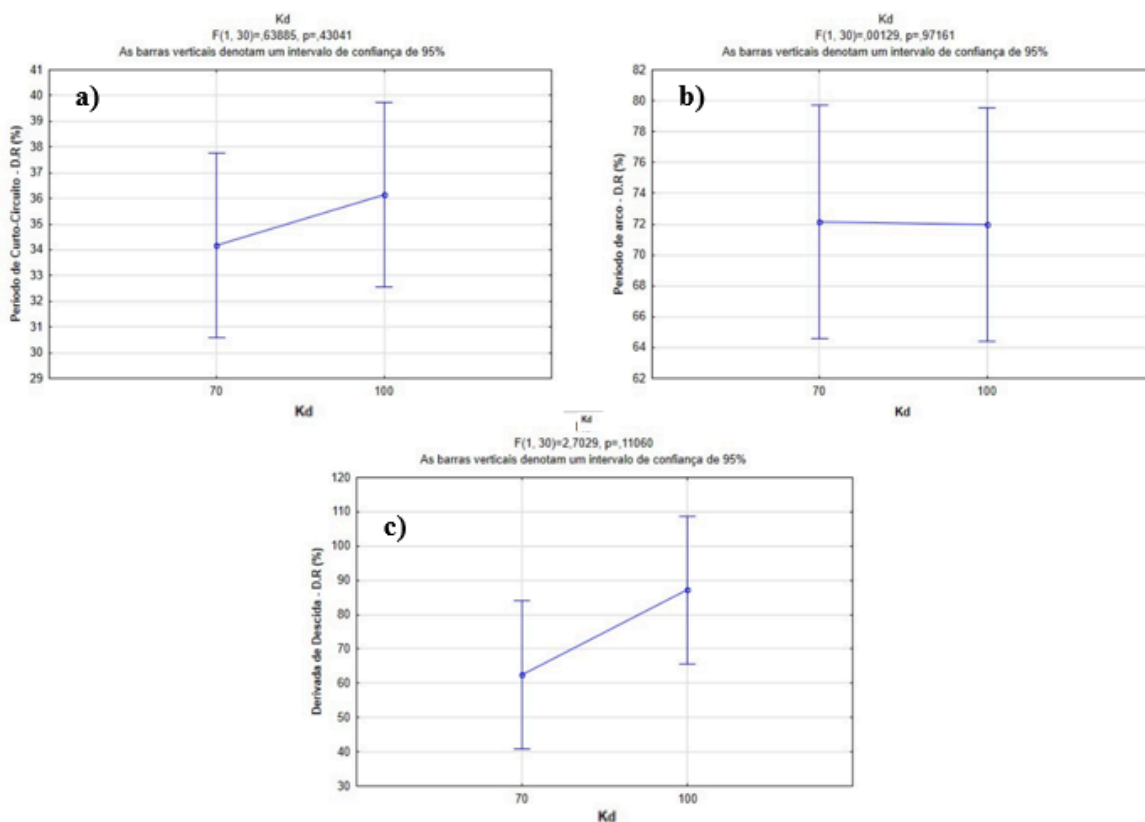 Kd
F(1, 30)=,63885, p=,43041
As barras verticais denotam um intervalo de confiança de 95%
a)
Período de Curto-Circuito - D.R (%)
41
40
39
38
37
36
35
34
33
32
31
30
29
70
100
Kd
Kd
F(1, 30)=,00129, p=,97161
As barras verticais denotam um intervalo de confiança de 95%
b)
Período de arco - D.R (%)
82
80
78
76
74
72
70
68
66
64
62
70
100
Kd
Kd
F(1, 30)=2,7029, p=,11060
As barras verticais denotam um intervalo de confiança de 95%
c)
Derivada de Descida - D.R (%)
120
110
100
90
80
70
60
50
40
30
70
100
Kd